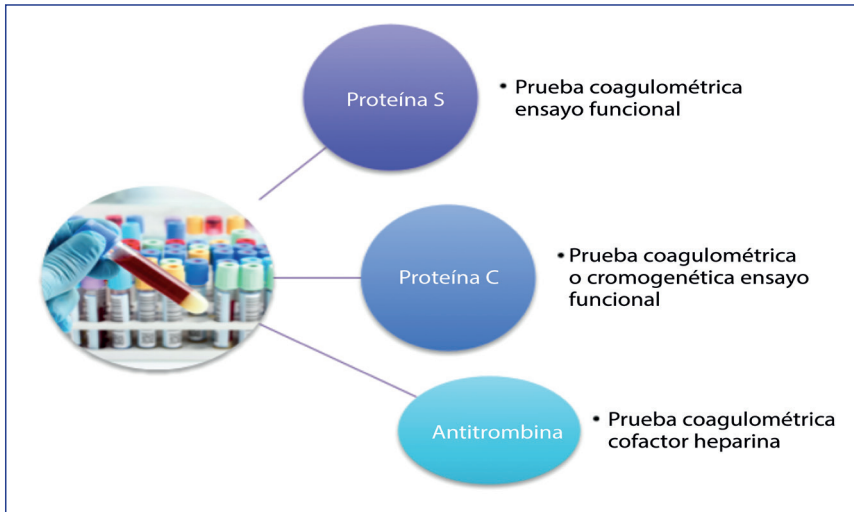 Proteína S
• Prueba coagulométrica
ensayo funcional
Proteína C
• Prueba coagulométrica
o cromogenética ensayo
funcional
Antitrombina
• Prueba coagulométrica
cofactor heparina